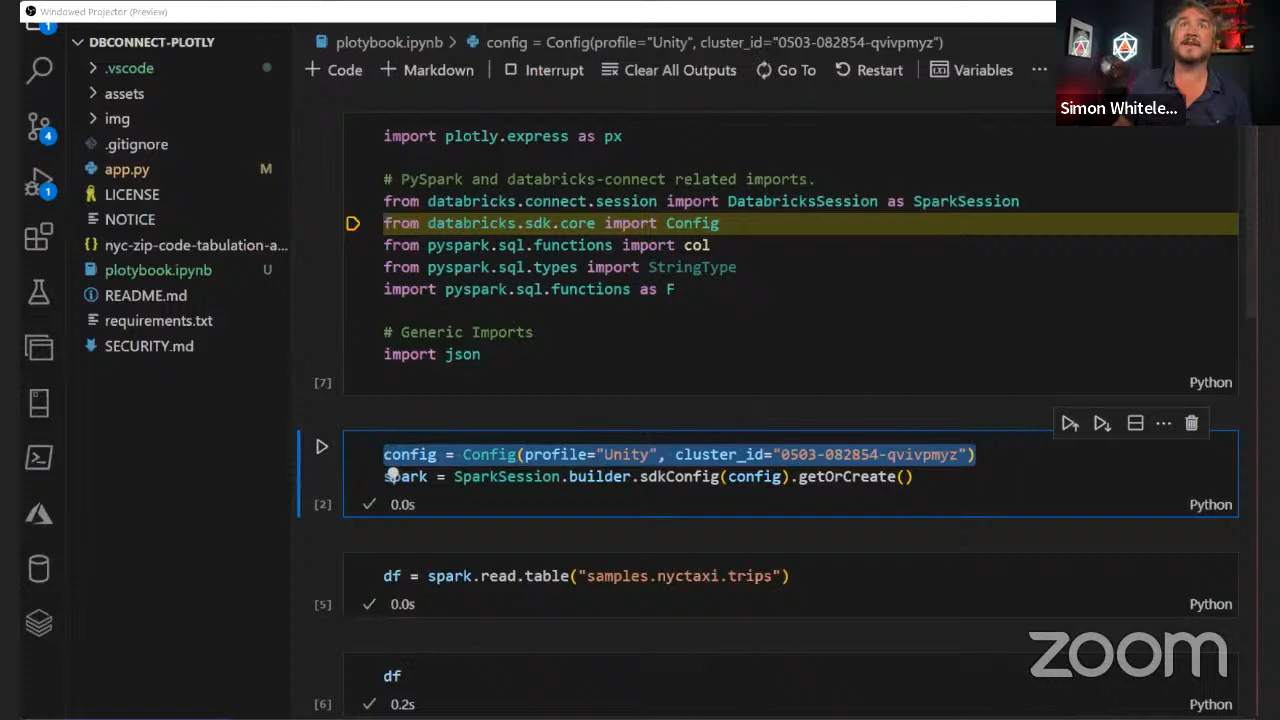 Windowed Projector (Preview)
DBCONNECT-PLOTLY
.vscode
assets
img
.gitignore
app.py M
LICENSE
NOTICE
nyc-zip-code-tabulation-a...
plotybook.ipynb U
README.md
requirements.txt
SECURITY.md
1
4
1
plotybook.ipynb > config = Config(profile="Unity", cluster_id="0503-082854-qvivpmyz")
+ Code + Markdown Interrupt Clear All Outputs Go To Restart Variables ...
import plotly.express as px
# PySpark and databricks-connect related imports.
from databricks.connect.session import DatabricksSession as SparkSession
from databricks.sdk.core import Config
from pyspark.sql.functions import col
from pyspark.sql.types import StringType
import pyspark.sql.functions as F
# Generic Imports
import json
[7] Python
config = Config(profile="Unity", cluster_id="0503-082854-qvivpmyz")
spark = SparkSession.builder.sdkConfig(config).getOrCreate()
[2] 0.0s Python
df = spark.read.table("samples.nyctaxi.trips")
[5] 0.0s Python
df
[6] 0.2s Python
Simon Whitele...
zoom